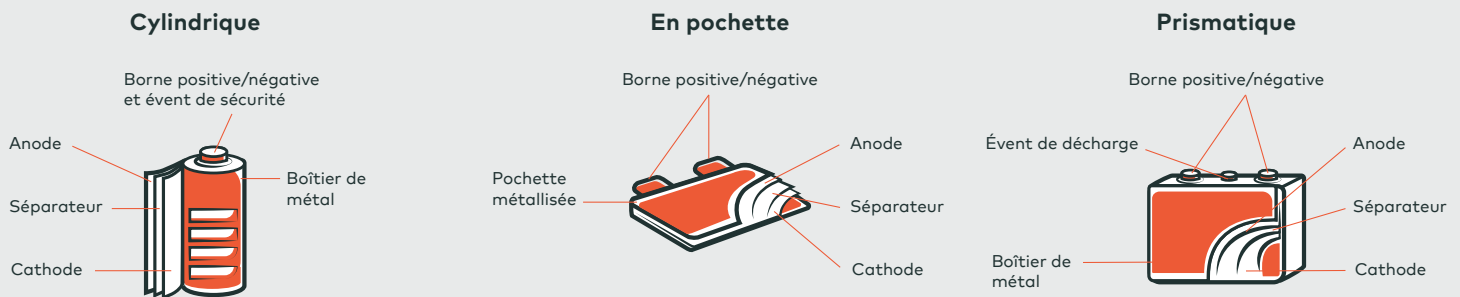 Cylindrique
Borne positive/négative
et évent de sécurité
Anode
Séparateur
Cathode
Boîtier de
métal
En pochette
Borne positive/négative
Pochette
métallisée
Anode
Séparateur
Cathode
Prismatique
Borne positive/négative
Évent de décharge
Boîtier de
métal
Anode
Séparateur
Cathode